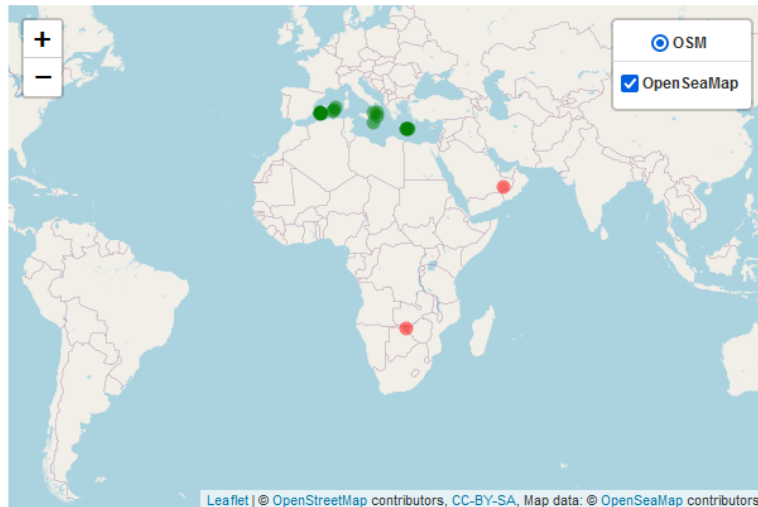 +
−
OSM
OpenSeaMap
Leaflet | © OpenStreetMap contributors, CC-BY-SA, Map data: © OpenSeaMap contributors